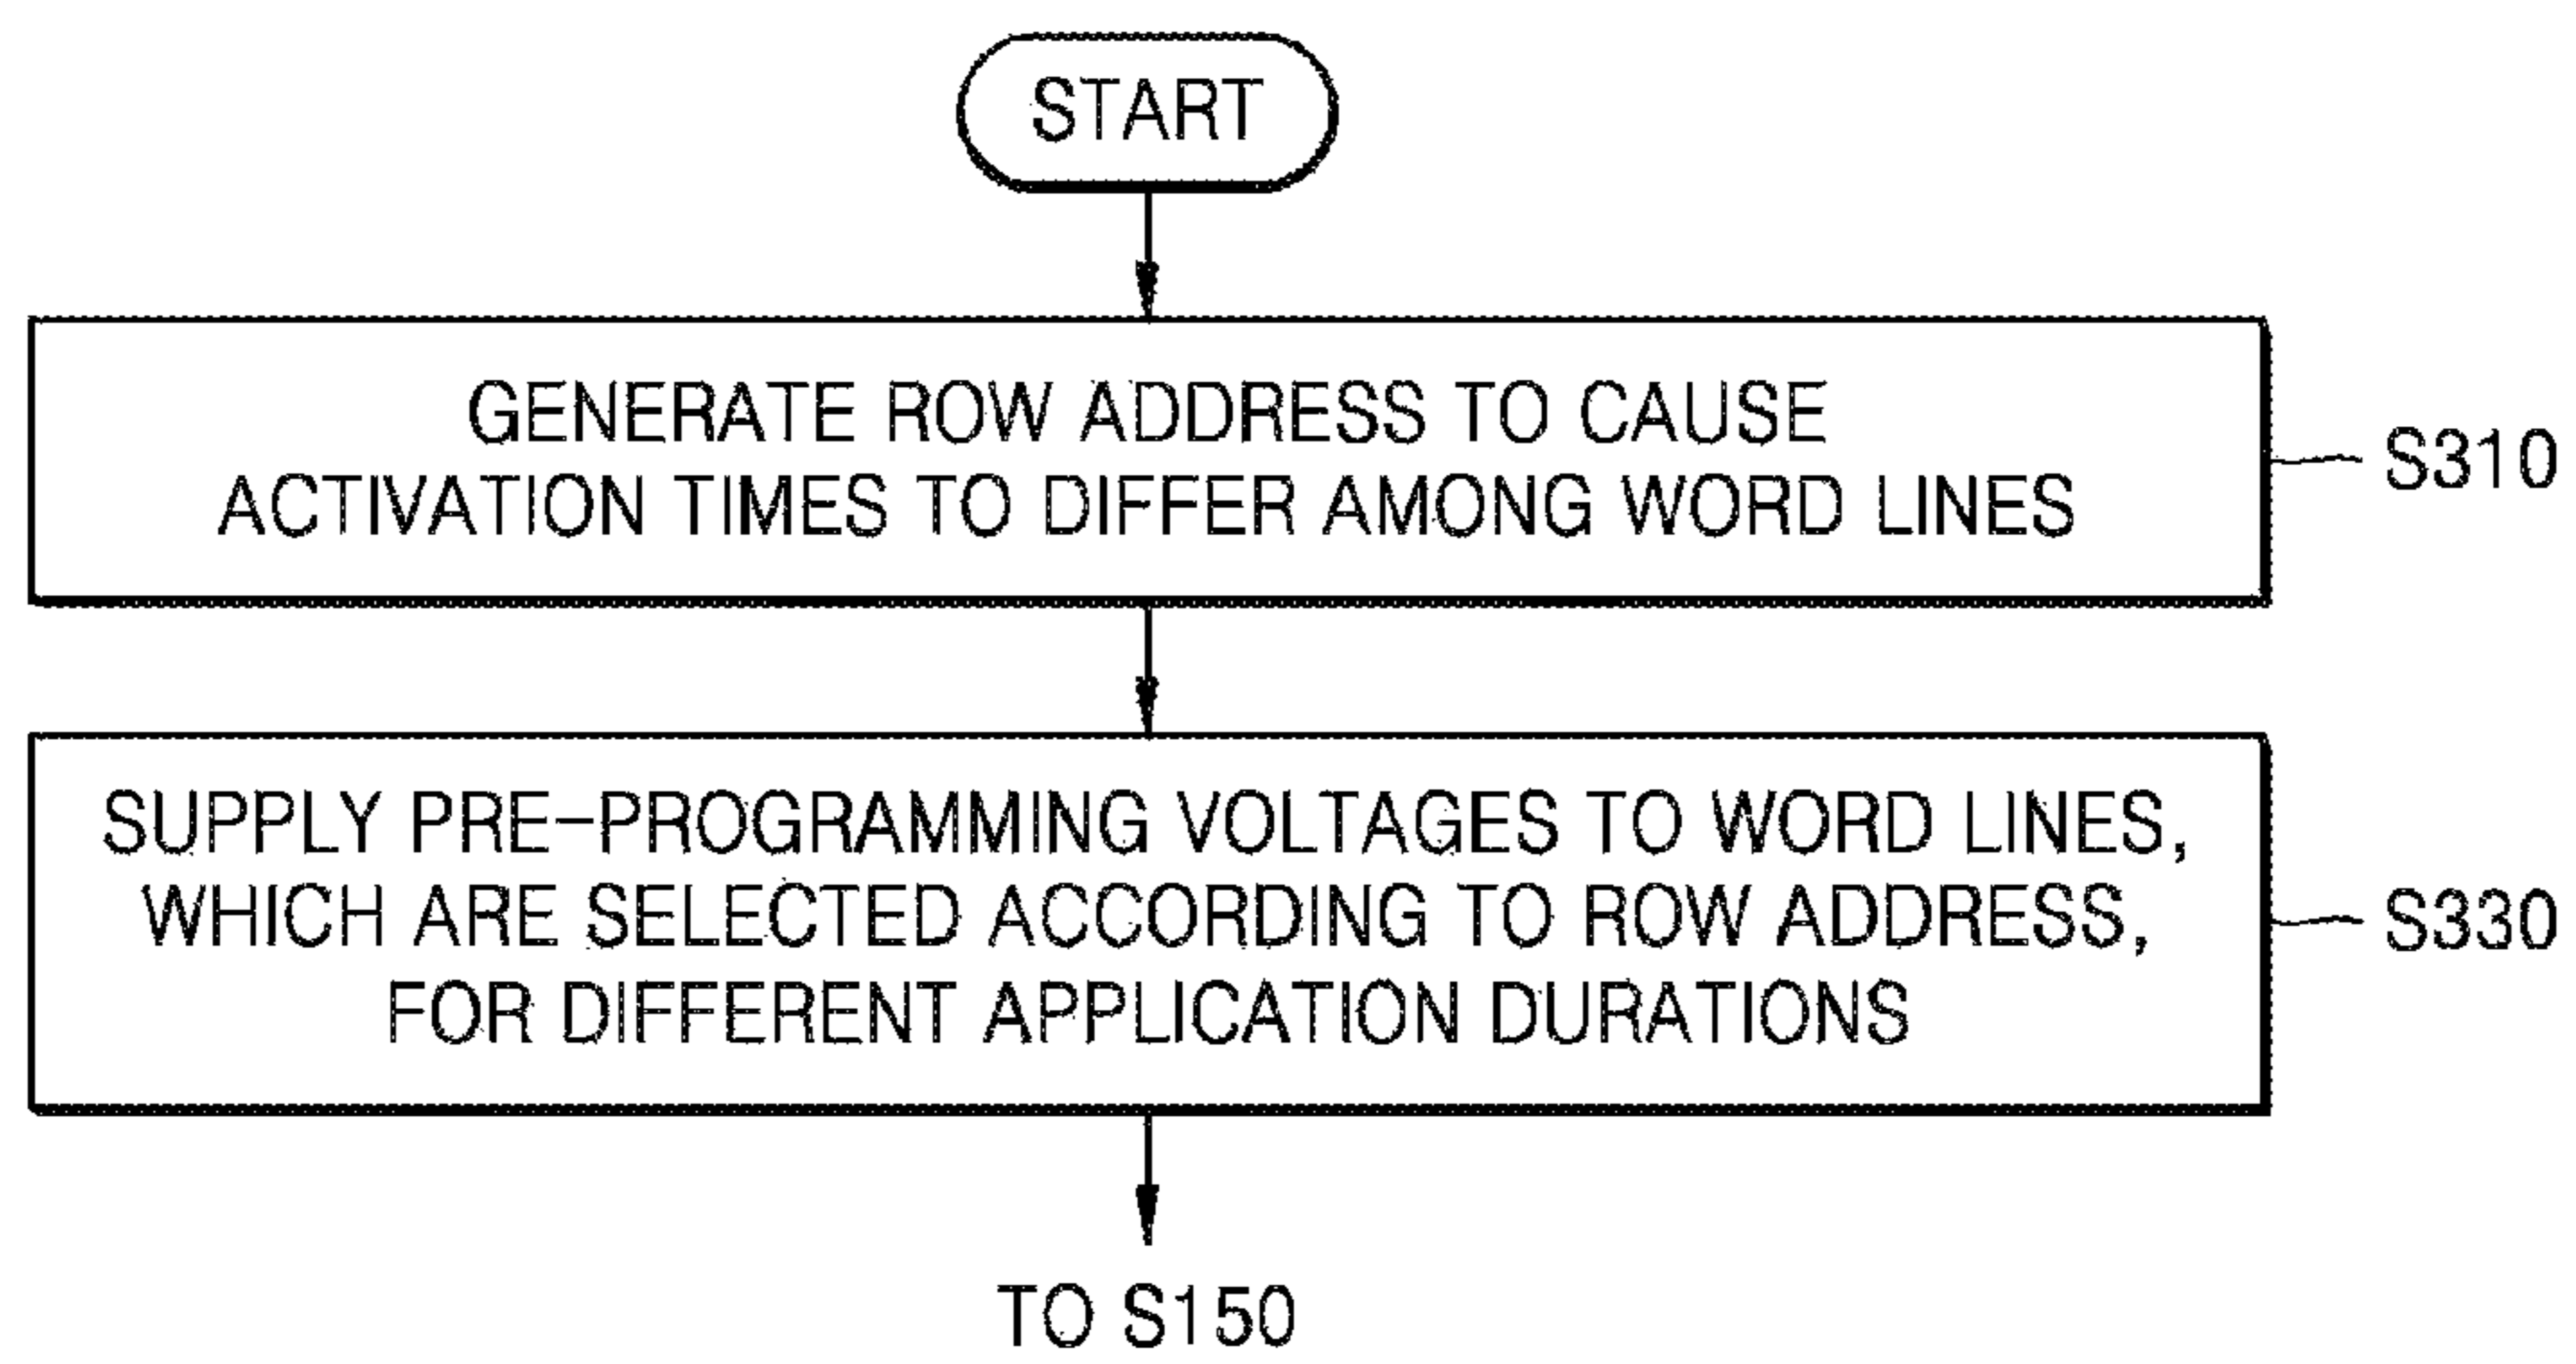 START
GENERATE ROW ADDRESS TO CAUSE
ACTIVATION TIMES TO DIFFER AMONG WORD LINES
S310
SUPPLY PRE-PROGRAMMING VOLTAGES TO WORD LINES,
WHICH ARE SELECTED ACCORDING TO ROW ADDRESS,
FOR DIFFERENT APPLICATION DURATIONS
S330
TO S150